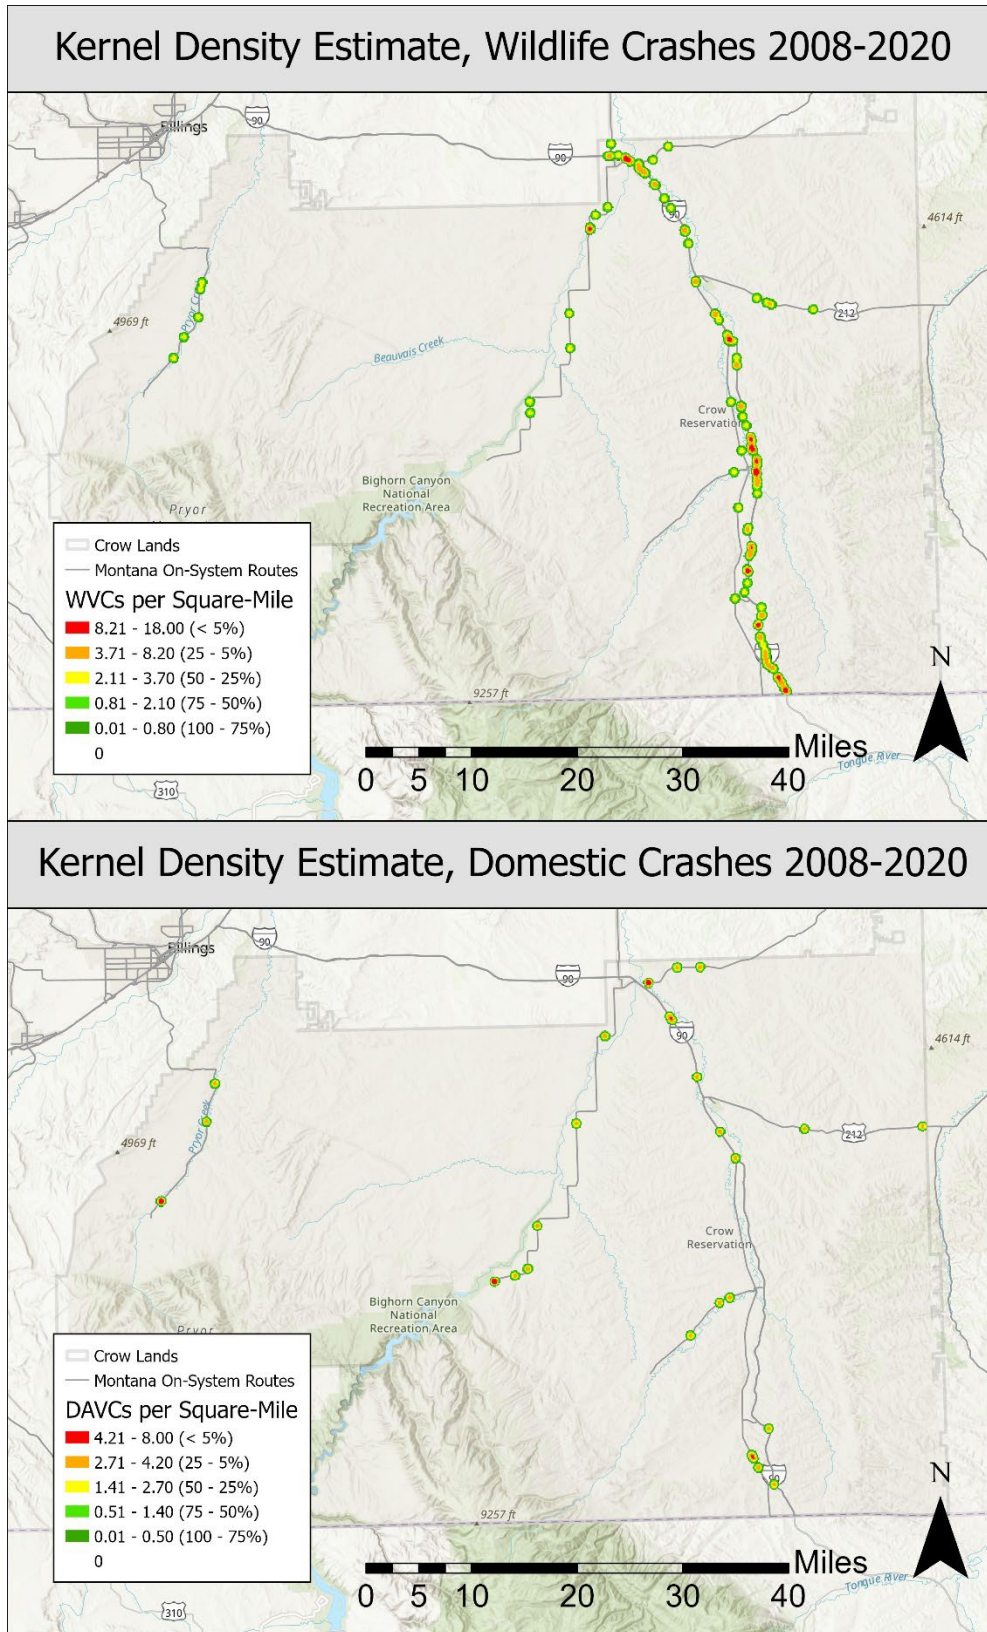 Kernel Density Estimate, Wildlife Crashes 2008-2020
90
Billings
90
4614 ft
90
Pryor Creek
212
4969 ft
Beauvais Creek
Crow
Reservation
Bighorn Canyon
National
Recreation Area
Pryor
Crow Lands
Montana On-System Routes
WVCs per Square-Mile
8.21 - 18.00 (< 5%)
3.71 - 8.20 (25 - 5%)
2.11 - 3.70 (50 - 25%)
0.81 - 2.10 (75 - 50%)
0.01 - 0.80 (100 - 75%)
0
N
9257 ft
Miles
0 5 10 20 30 40
Tongue River
310
Kernel Density Estimate, Domestic Crashes 2008-2020
90
Billings
90
90
4614 ft
Pryor Creek
212
4969 ft
Crow
Reservation
Bighorn Canyon
National
Recreation Area
Pryor
Crow Lands
Montana On-System Routes
DAVCs per Square-Mile
4.21 - 8.00 (< 5%)
2.71 - 4.20 (25 - 5%)
1.41 - 2.70 (50 - 25%)
0.51 - 1.40 (75 - 50%)
0.01 - 0.50 (100 - 75%)
0
90
N
9257 ft
Miles
0 5 10 20 30 40
Tongue River
310